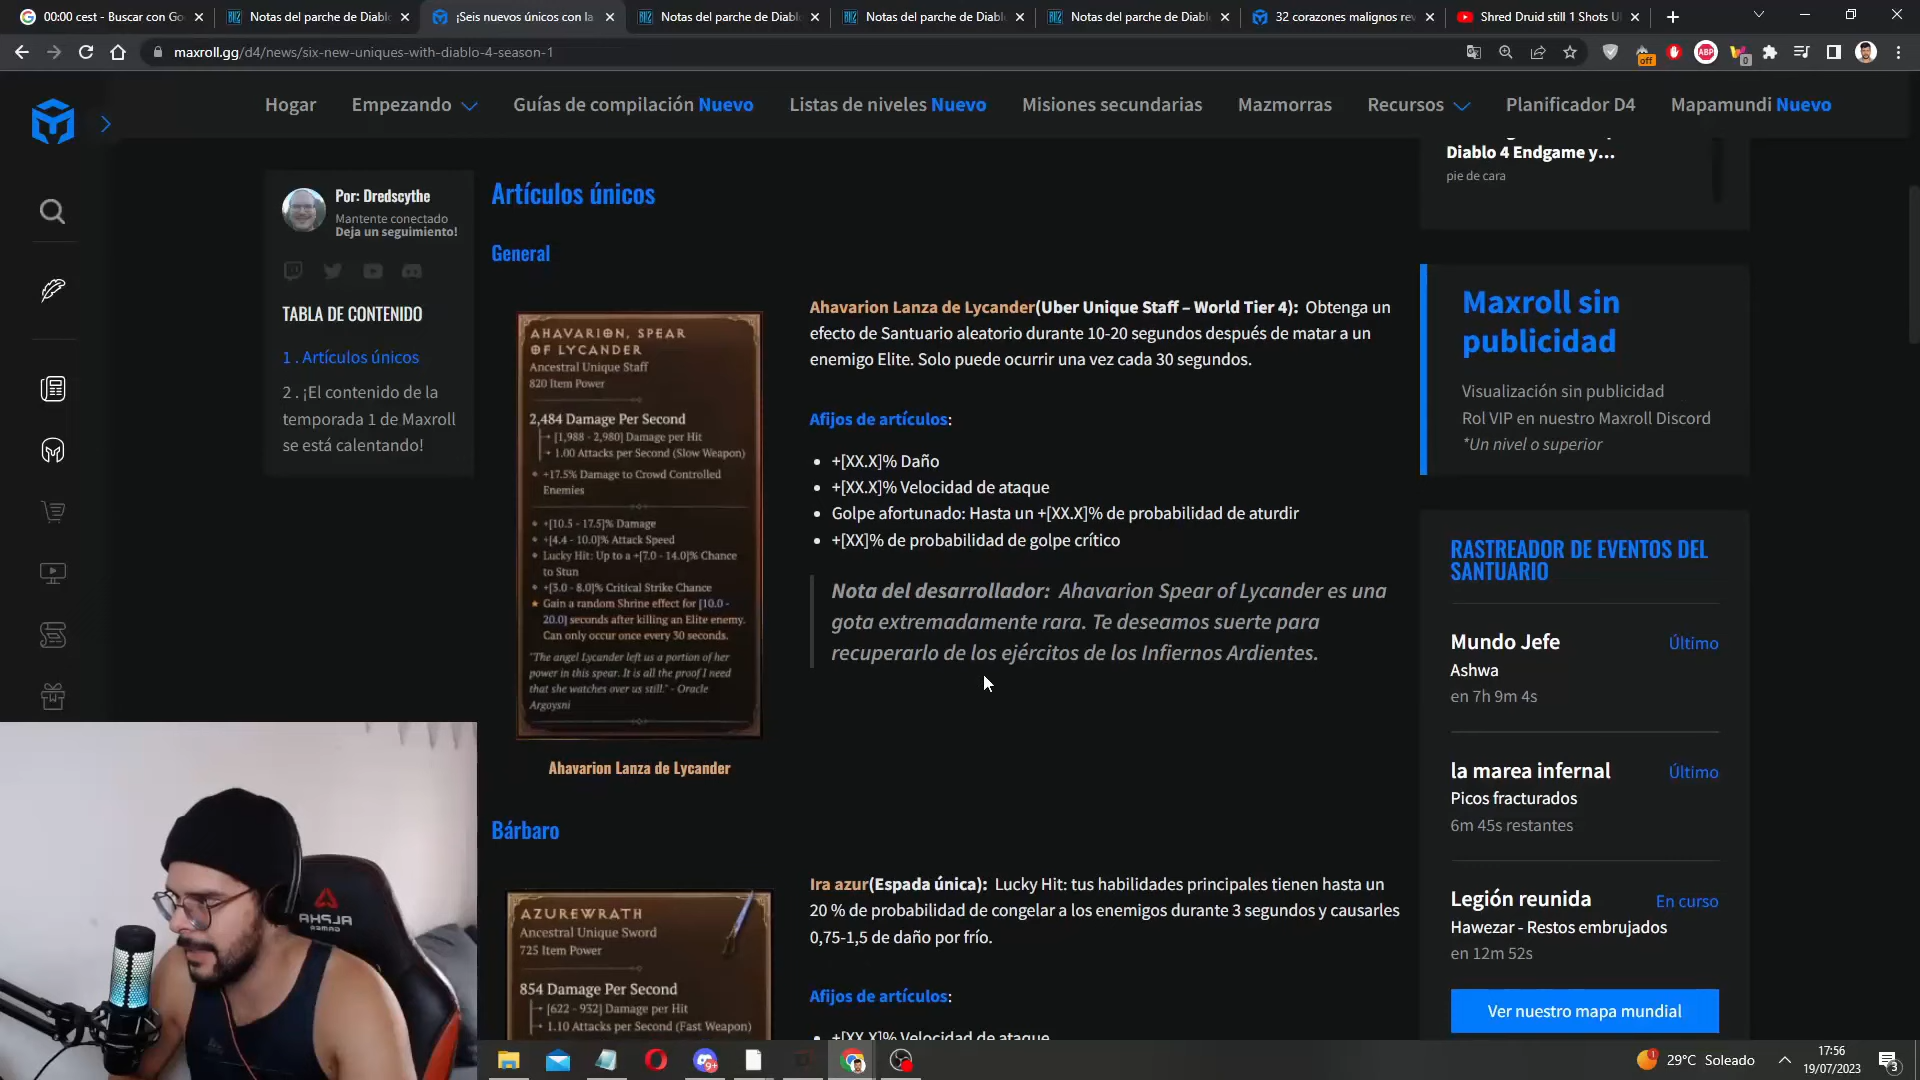 00:00 cest - Buscar con Go
Notas del parche de Diablo
¡Seis nuevos únicos con la
Notas del parche de Diablo
Notas del parche de Diablo
Notas del parche de Diablo
32 corazones malignos rev
Shred Druid still 1 Shots U
maxroll.gg/d4/news/six-new-uniques-with-diablo-4-season-1
off
ABP
0
Hogar
Empezando
Guías de compilación Nuevo
Listas de niveles Nuevo
Misiones secundarias
Mazmorras
Recursos
Planificador D4
Mapamundi Nuevo
Por: Dredscythe
Mantente conectado
Deja un seguimiento!
TABLA DE CONTENIDO
1 . Artículos únicos
2 . ¡El contenido de la
temporada 1 de Maxroll
se está calentando!
Artículos únicos
General
AHAVARION, SPEAR
OF LYCANDER
Ancestral Unique Staff
820 Item Power
2,484 Damage Per Second
[1,988 - 2,980] Damage per Hit
1.00 Attacks per Second (Slow Weapon)
+17.5% Damage to Crowd Controlled
Enemies
+[10.5 - 17.5]% Damage
+[4.4 - 10.0]% Attack Speed
Lucky Hit: Up to a +[7.0 - 14.0]% Chance
to Stun
+[3.0 - 8.0]% Critical Strike Chance
Gain a random Shrine effect for [10.0 -
20.0] seconds after killing an Elite enemy.
Can only occur once every 30 seconds.
"The angel Lycander left us a portion of her
power in this spear. It is all the proof I need
that she watches over us still." - Oracle
Argoysni
Ahavarion Lanza de Lycander
Ahavarion Lanza de Lycander(Uber Unique Staff – World Tier 4): Obtenga un
efecto de Santuario aleatorio durante 10-20 segundos después de matar a un
enemigo Elite. Solo puede ocurrir una vez cada 30 segundos.
Afijos de artículos:
• +[XX.X]% Daño
• +[XX.X]% Velocidad de ataque
• Golpe afortunado: Hasta un +[XX.X]% de probabilidad de aturdir
• +[XX]% de probabilidad de golpe crítico
Nota del desarrollador: Ahavarion Spear of Lycander es una
gota extremadamente rara. Te deseamos suerte para
recuperarlo de los ejércitos de los Infiernos Ardientes.
Bárbaro
AZUREWRATH
Ancestral Unique Sword
725 Item Power
854 Damage Per Second
[622 - 932] Damage per Hit
1.10 Attacks per Second (Fast Weapon)
Ira azur(Espada única): Lucky Hit: tus habilidades principales tienen hasta un
20 % de probabilidad de congelar a los enemigos durante 3 segundos y causarles
0,75-1,5 de daño por frío.
Afijos de artículos:
• +[XX.X]% Velocidad de ataque
Diablo 4 Endgame y...
pie de cara
Maxroll sin
publicidad
Visualización sin publicidad
Rol VIP en nuestro Maxroll Discord
*Un nivel o superior
RASTREADOR DE EVENTOS DEL
SANTUARIO
Mundo Jefe
Último
Ashwa
en 7h 9m 4s
la marea infernal
Último
Picos fracturados
6m 45s restantes
Legión reunida
En curso
Hawezar - Restos embrujados
en 12m 52s
Ver nuestro mapa mundial
9+
29°C Soleado
17:56
19/07/2023
3